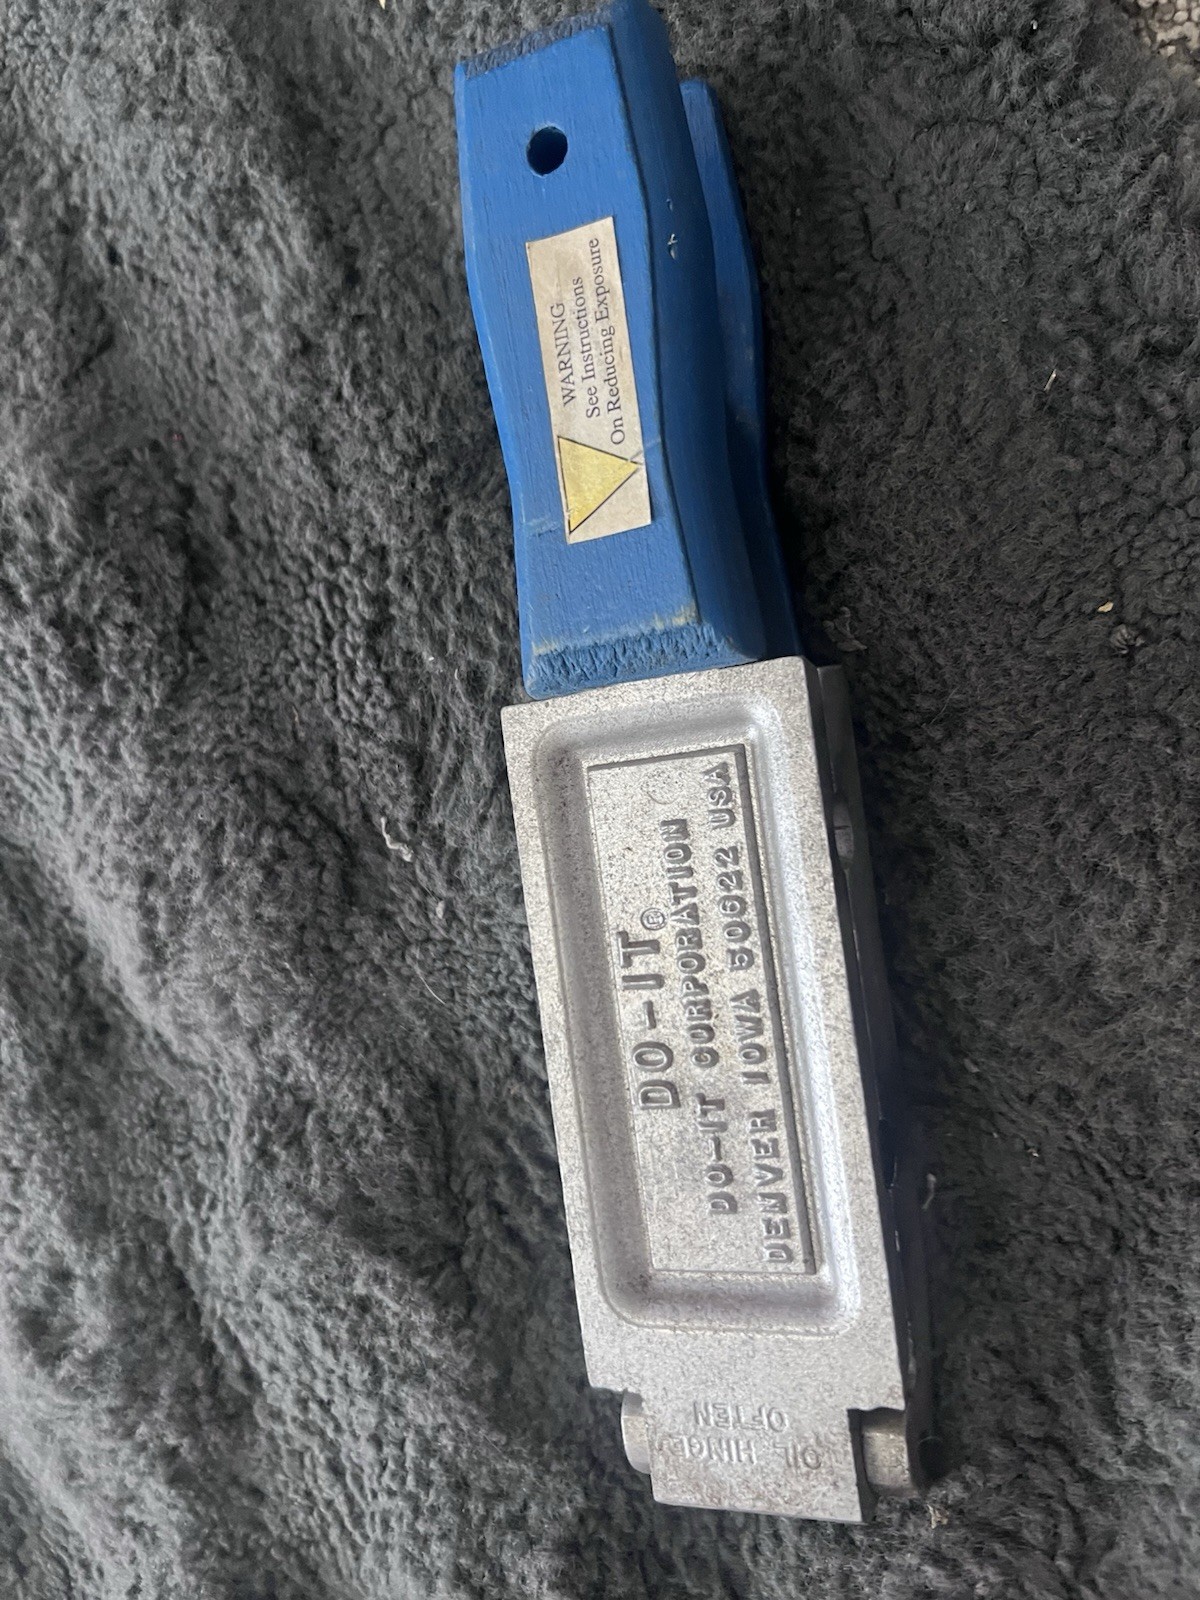 WARNING
See Instructions
On Reducing Exposure
DO-IT®
DO-IT CORPORATION
DENVER IOWA 50622 USA
OIL HINGE
OFTEN